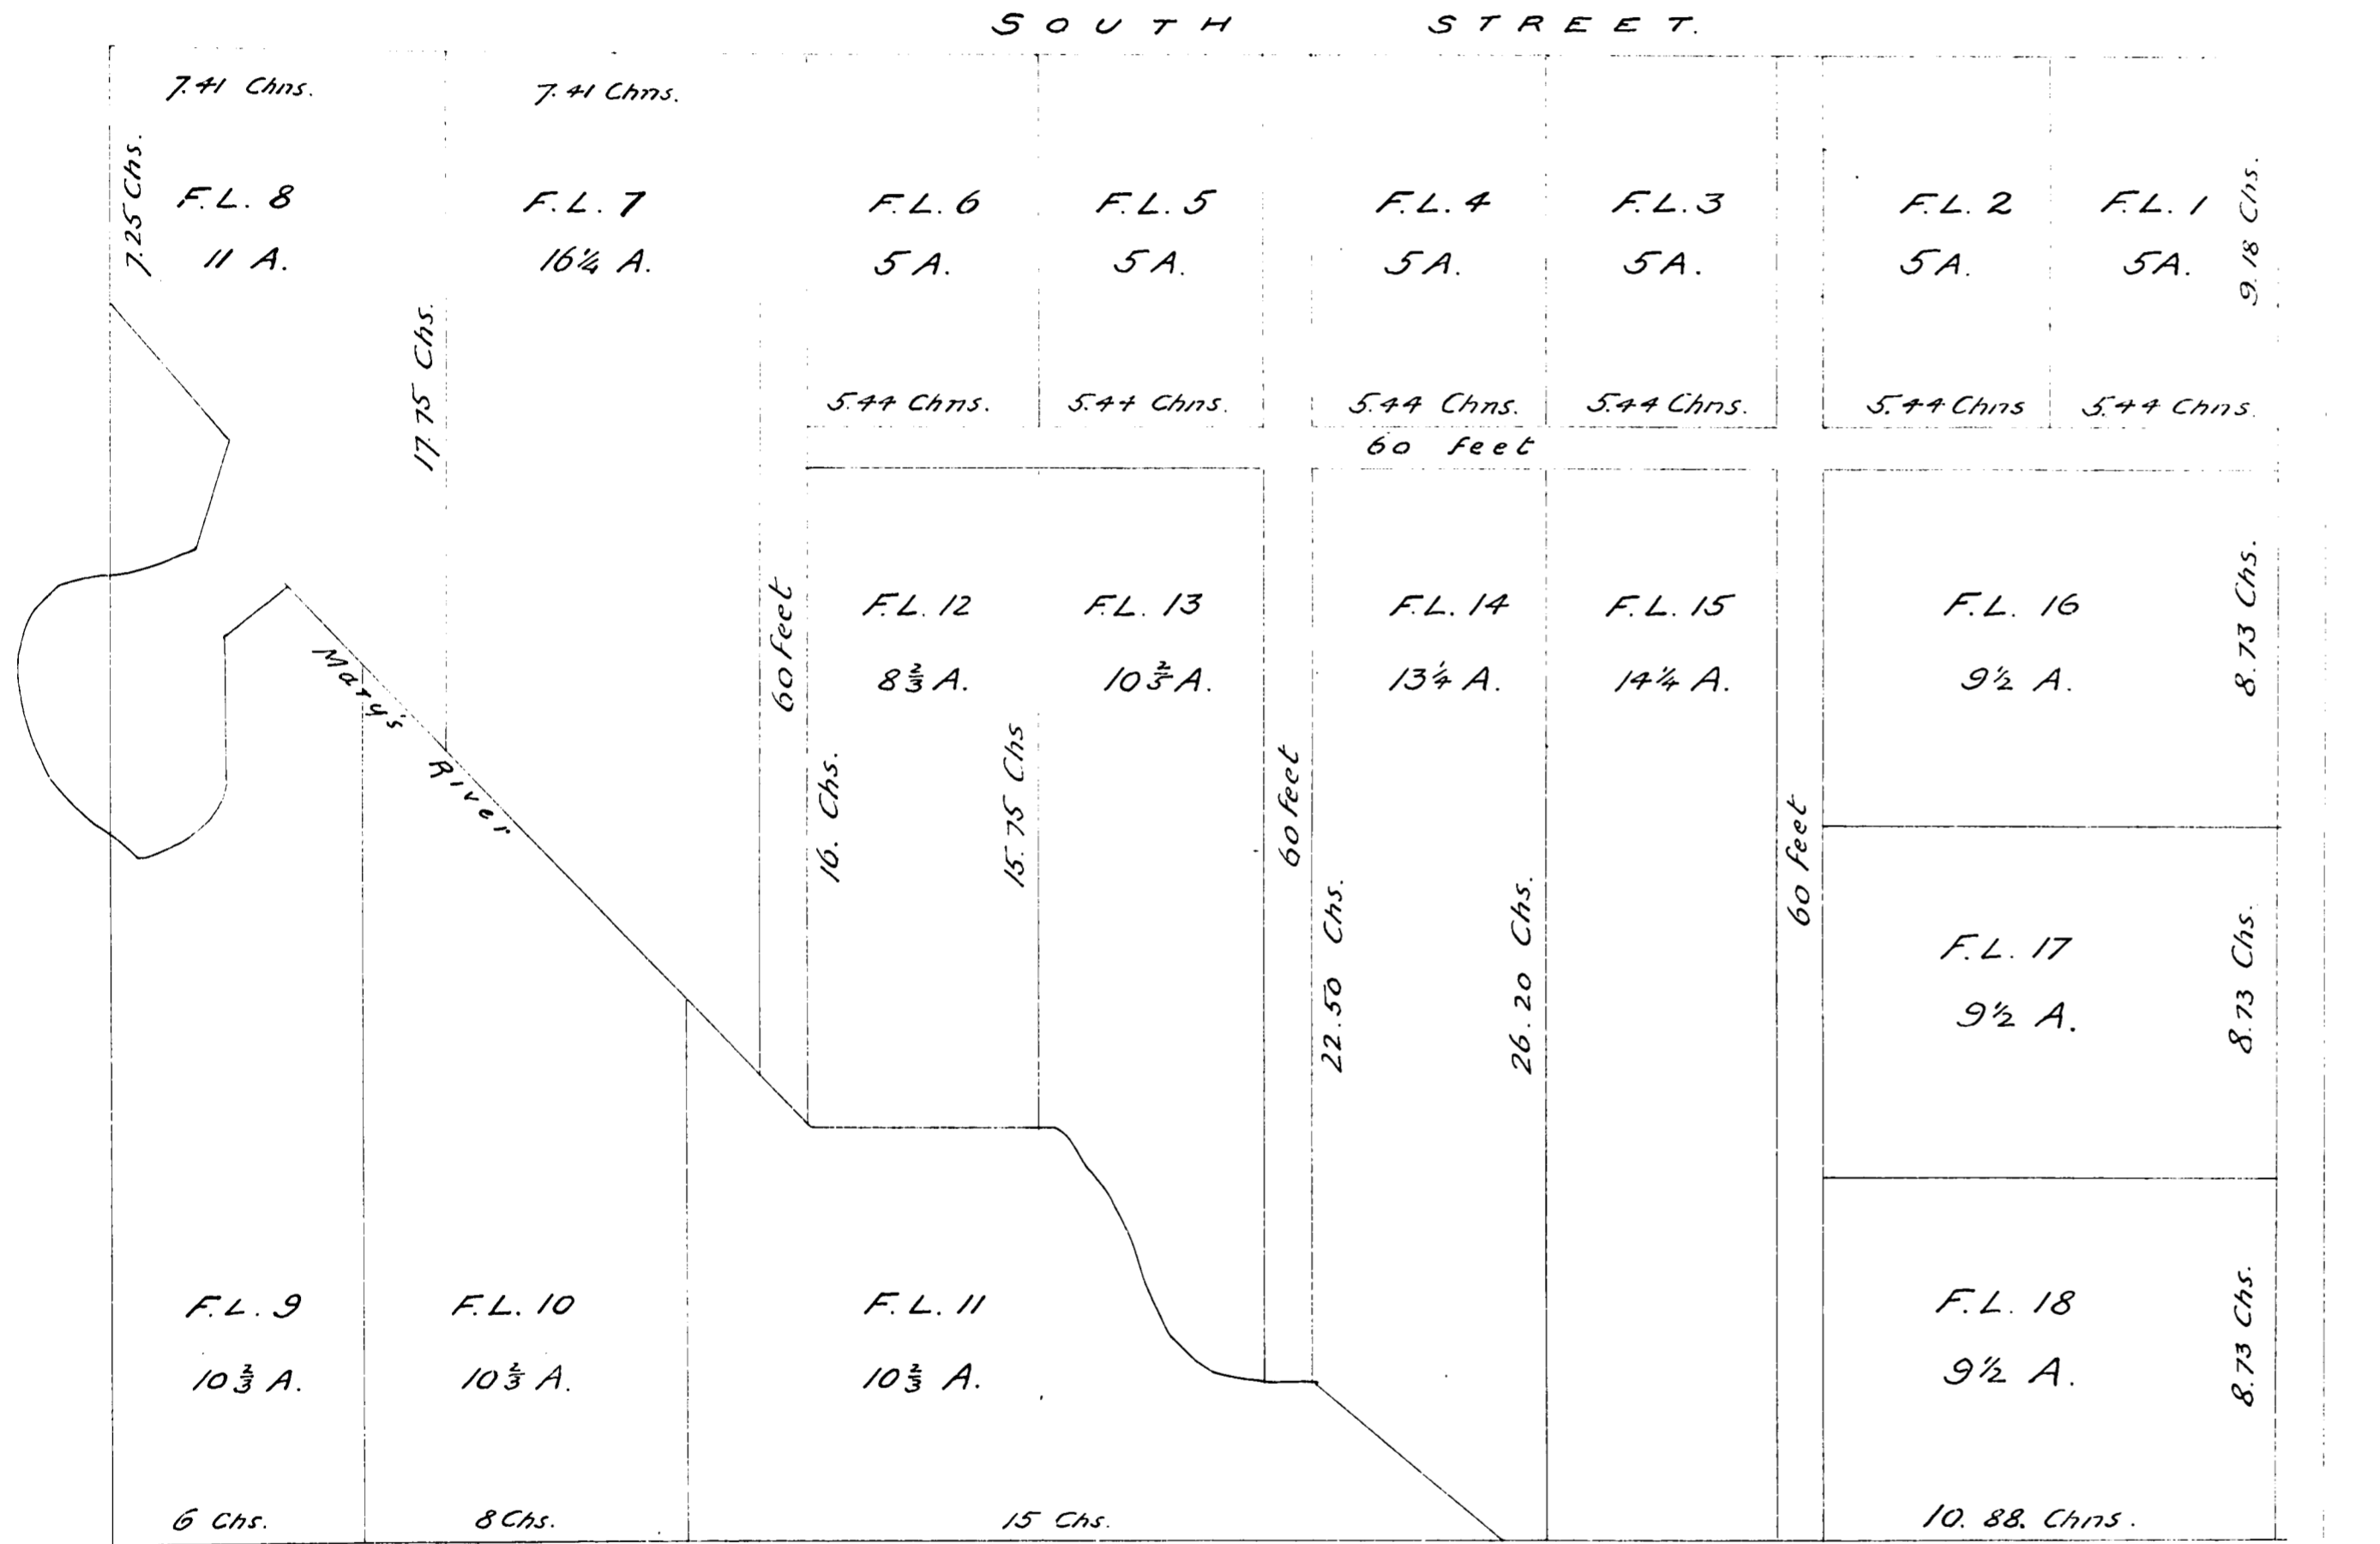 SOUTH STREET.
7.41 Chns.
7.41 Chns.
7.25 Chs.
F.L. 8
11 A.
F.L. 7
16¼ A.
F.L. 6
5 A.
F.L. 5
5 A.
F.L. 4
5 A.
F.L. 3
5 A.
F.L. 2
5 A.
F.L. 1
5 A.
9.18 Chs.
17.75 Chs.
5.44 Chns.
5.44 Chns.
5.44 Chns.
5.44 Chns.
5.44 Chns
5.44 Chns.
60 feet
60 feet
F.L. 12
8⅔ A.
F.L. 13
10⅖ A.
F.L. 14
13¼ A.
F.L. 15
14¼ A.
F.L. 16
9½ A.
8.73 Chs.
Marys. River
16. Chs.
15.75 Chs
60 feet
22.50 Chs.
26.20 Chs.
60 feet
F.L. 17
9½ A.
8.73 Chs.
F.L. 9
10⅔ A.
F.L. 10
10⅔ A.
F.L. 11
10⅔ A.
F.L. 18
9½ A.
8.73 Chs.
6 Chs.
8 Chs.
15 Chs.
10.88. Chns.